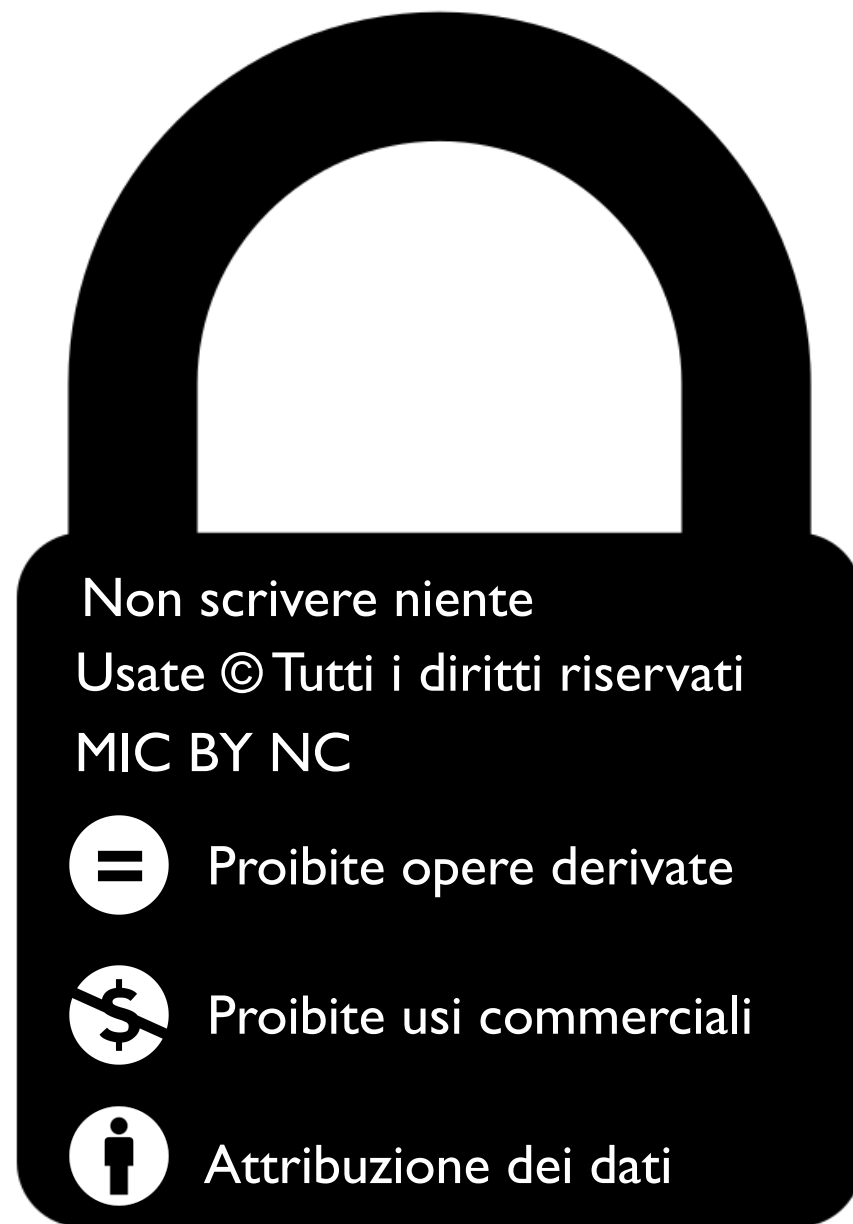 Non scrivere niente
Usate © Tutti i diritti riservati
MIC BY NC
= Proibite opere derivate
$ Proibite usi commerciali
Attribuzione dei dati